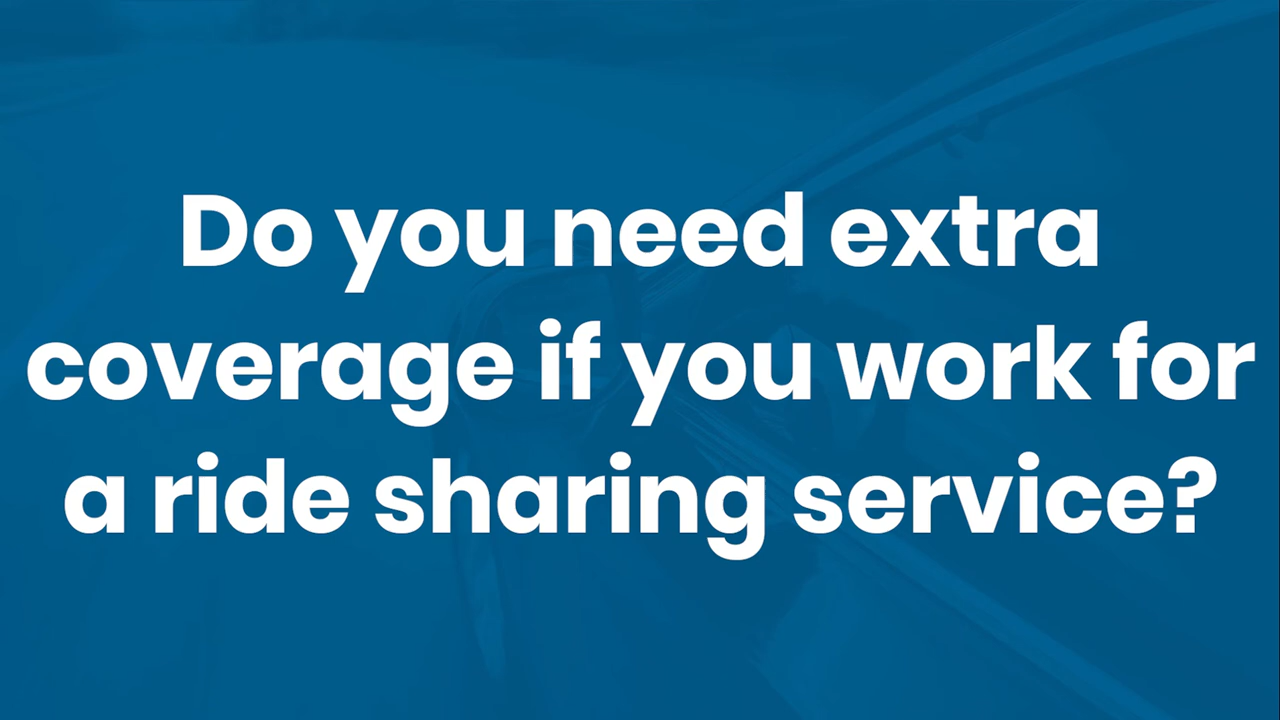 Do you need extra
coverage if you work for
a ride sharing service?